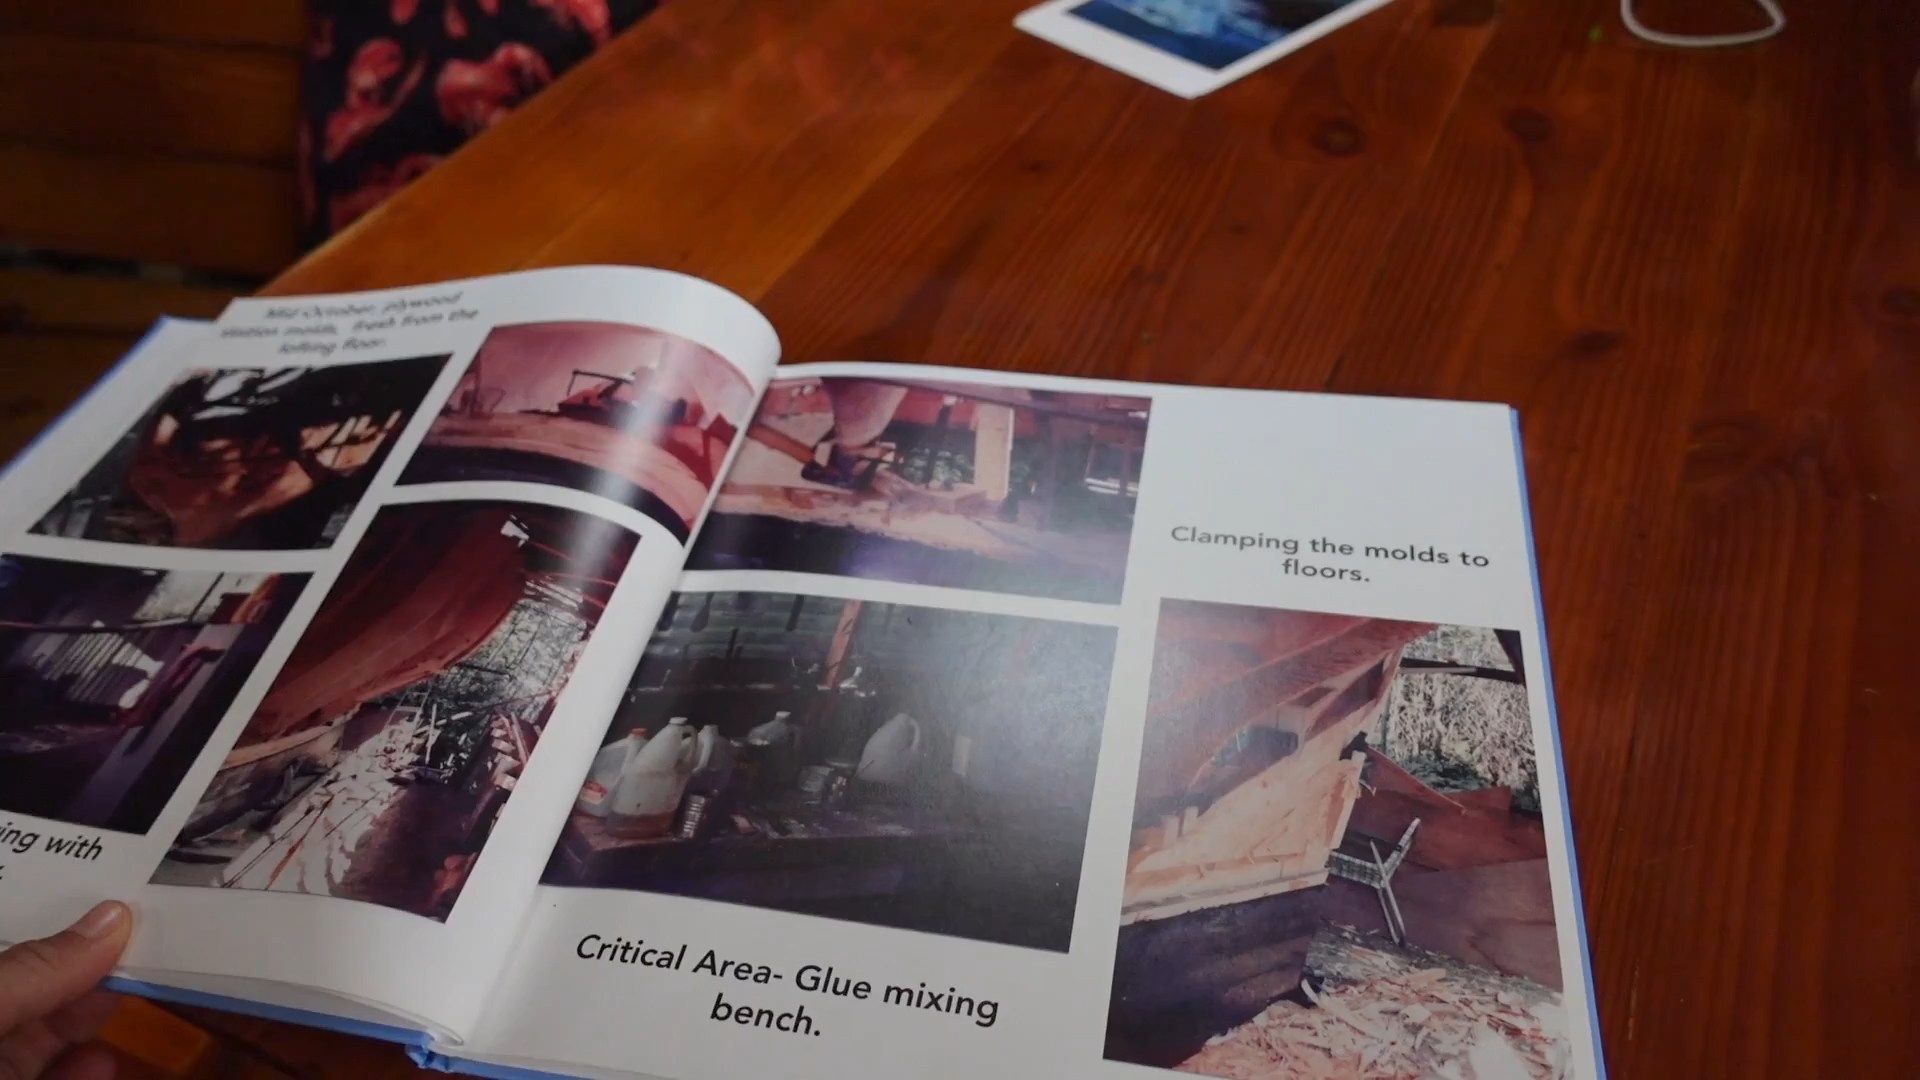 Mid October, plywood
station molds, fresh from the
lofting floor.
ing with
Clamping the molds to
floors.
Critical Area- Glue mixing
bench.